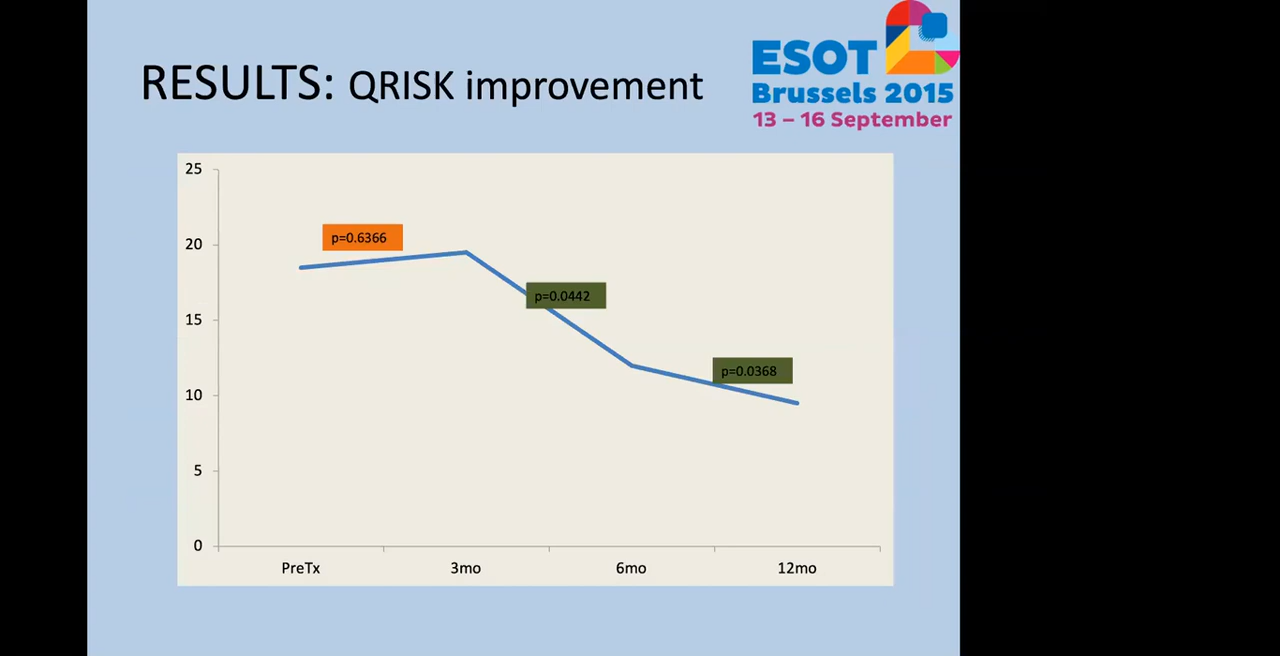 RESULTS: QRISK improvement
ESOT
Brussels 2015
13 – 16 September
25
20
15
10
5
0
p=0.6366
p=0.0442
p=0.0368
PreTx 3mo 6mo 12mo